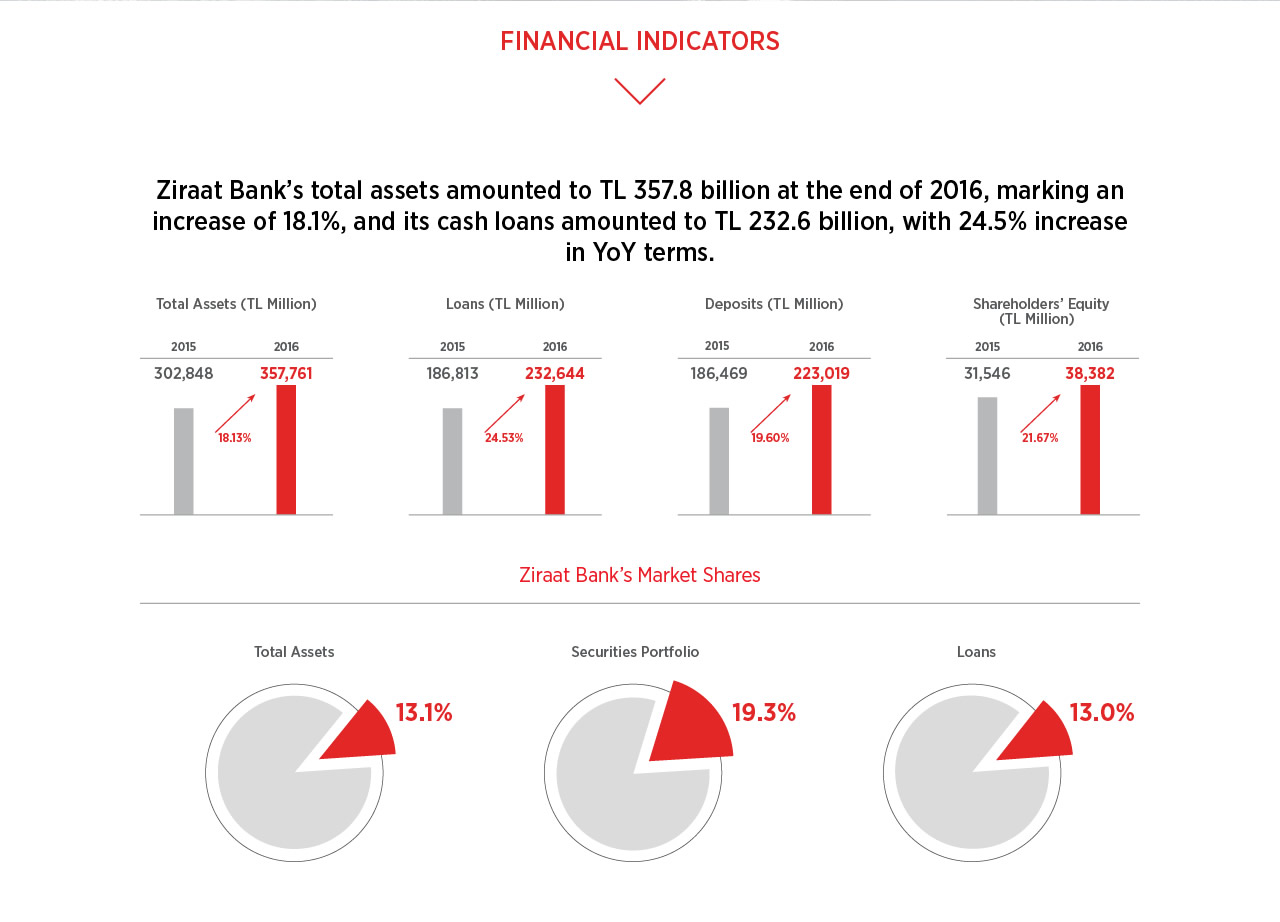 FINANCIAL INDICATORS
Ziraat Bank’s total assets amounted to TL 357.8 billion at the end of 2016, marking an
increase of 18.1%, and its cash loans amounted to TL 232.6 billion, with 24.5% increase
in YoY terms.
Total Assets (TL Million)
2015 2016
302,848 357,761
18.13%
Loans (TL Million)
2015 2016
186,813 232,644
24.53%
Deposits (TL Million)
2015 2016
186,469 223,019
19.60%
Shareholders’ Equity
(TL Million)
2015 2016
31,546 38,382
21.67%
Ziraat Bank’s Market Shares
Total Assets
13.1%
Securities Portfolio
19.3%
Loans
13.0%